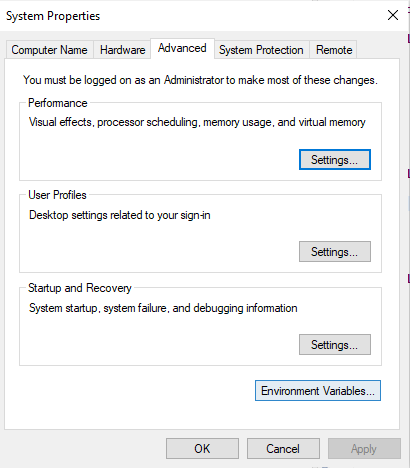 System Properties
Computer Name Hardware Advanced System Protection Remote
You must be logged on as an Administrator to make most of these changes.
Performance
Visual effects, processor scheduling, memory usage, and virtual memory
Settings...
User Profiles
Desktop settings related to your sign-in
Settings...
Startup and Recovery
System startup, system failure, and debugging information
Settings...
Environment Variables...
OK Cancel Apply